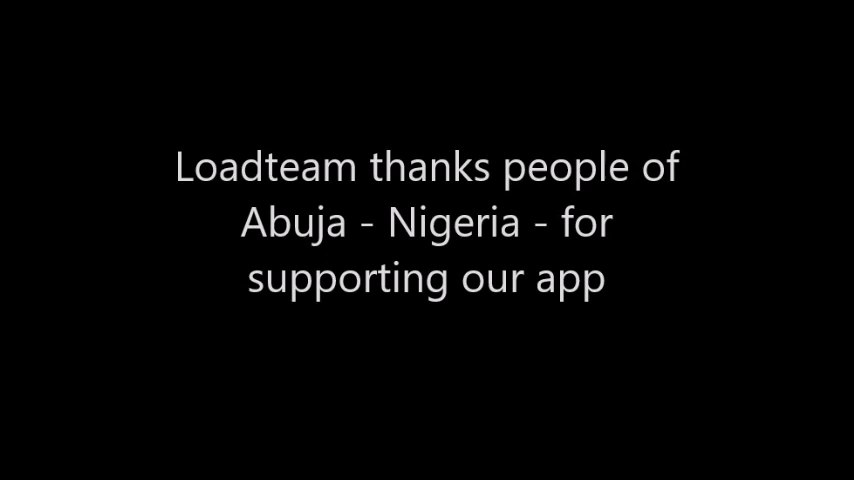 Loadteam thanks people of
Abuja - Nigeria - for
supporting our app